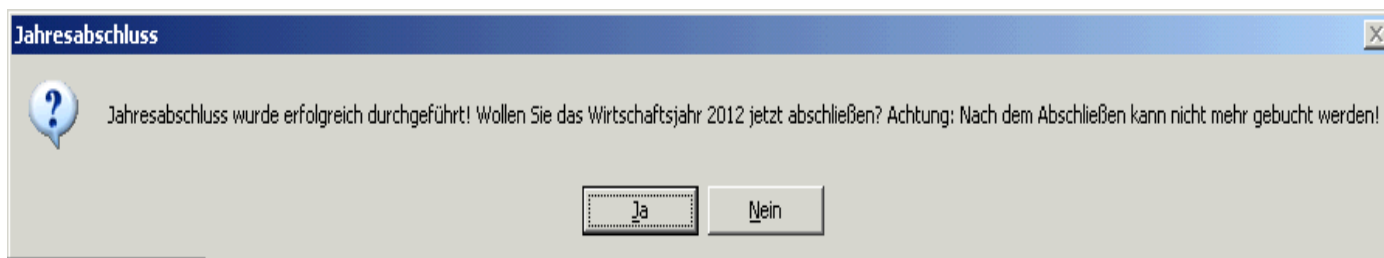 Jahresabschluss
Jahresabschluss wurde erfolgreich durchgeführt! Wollen Sie das Wirtschaftsjahr 2012 jetzt abschließen? Achtung: Nach dem Abschließen kann nicht mehr gebucht werden!
Ja Nein